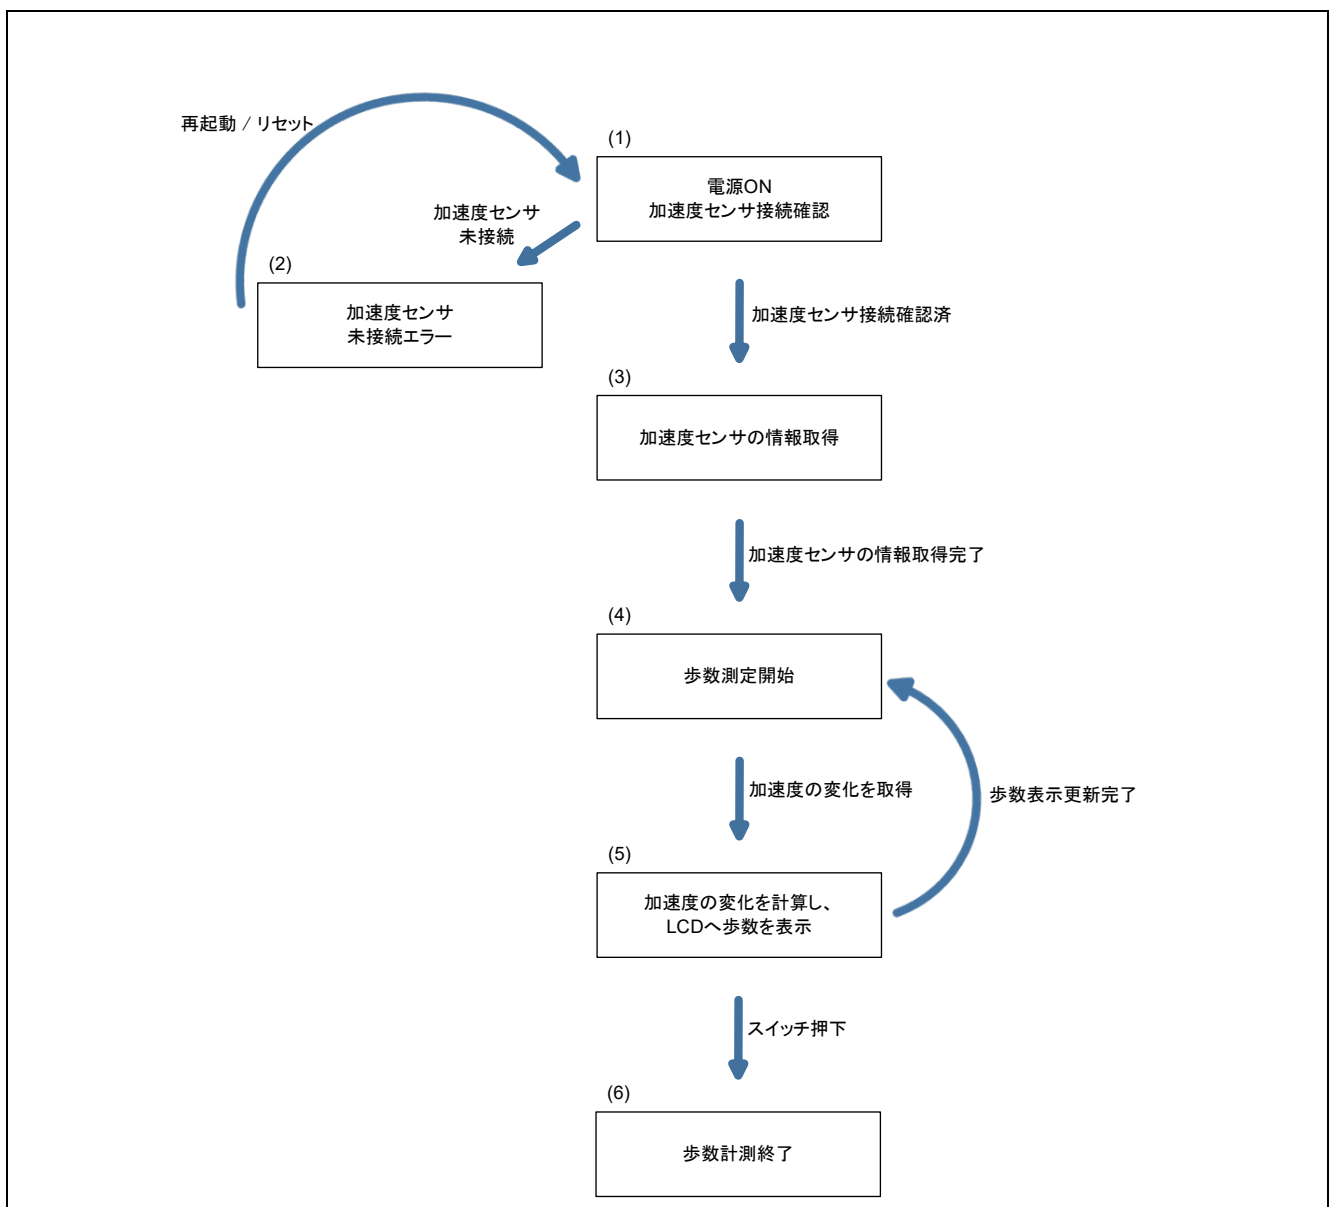 再起動 / リセット
(1)
電源ON
加速度センサ接続確認
加速度センサ
未接続
(2)
加速度センサ
未接続エラー
加速度センサ接続確認済
(3)
加速度センサの情報取得
加速度センサの情報取得完了
(4)
歩数測定開始
加速度の変化を取得
歩数表示更新完了
(5)
加速度の変化を計算し、
LCDへ歩数を表示
スイッチ押下
(6)
歩数計測終了